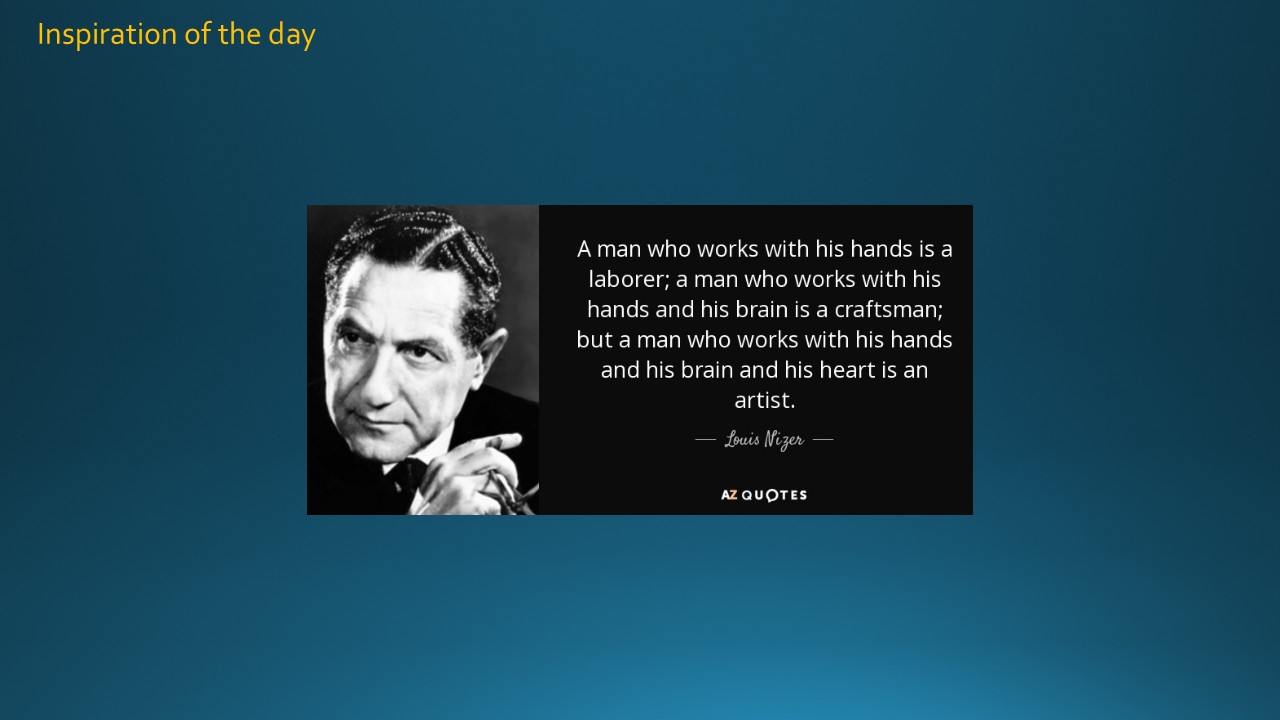 Inspiration of the day
A man who works with his hands is a
laborer; a man who works with his
hands and his brain is a craftsman;
but a man who works with his hands
and his brain and his heart is an
artist.
Louis Nizer
AZ QUOTES